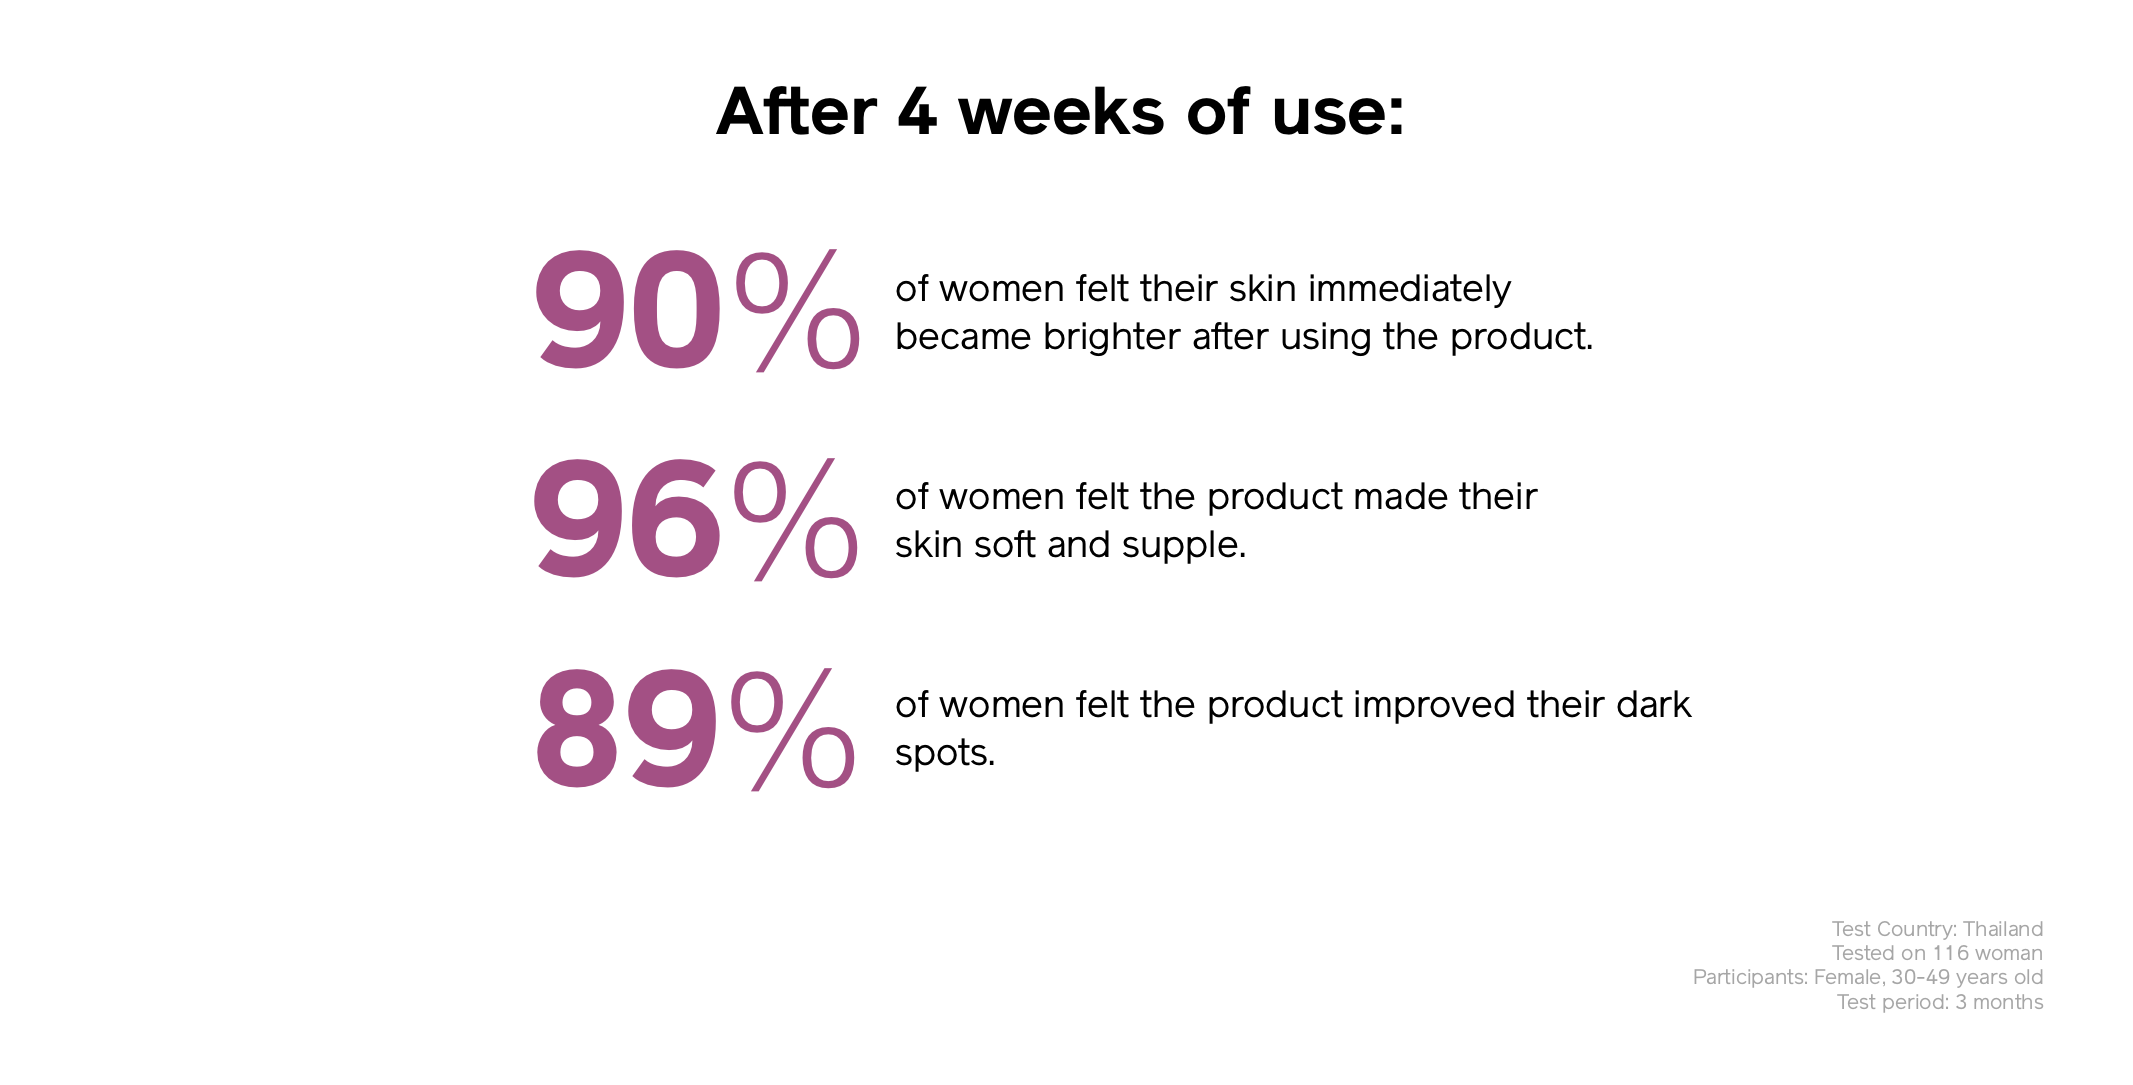 After 4 weeks of use:
90%
of women felt their skin immediately
became brighter after using the product.
96%
of women felt the product made their
skin soft and supple.
89%
of women felt the product improved their dark
spots.
Test Country: Thailand
Tested on 116 woman
Participants: Female, 30-49 years old
Test period: 3 months